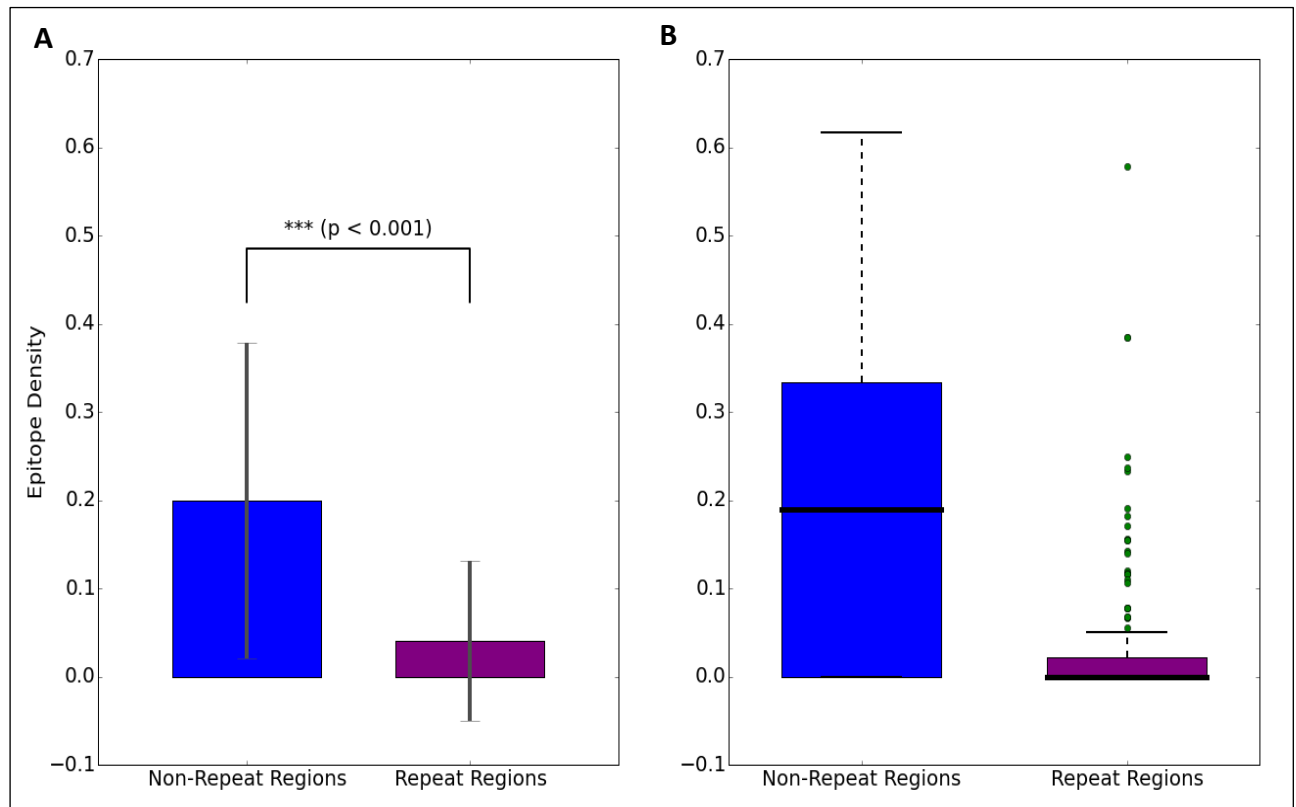 A
0.7
0.6
0.5
0.4
0.3
0.2
0.1
0.0
−0.1
Epitope Density
*** (p < 0.001)
Non-Repeat Regions
Repeat Regions
B
0.7
0.6
0.5
0.4
0.3
0.2
0.1
0.0
−0.1
Non-Repeat Regions
Repeat Regions